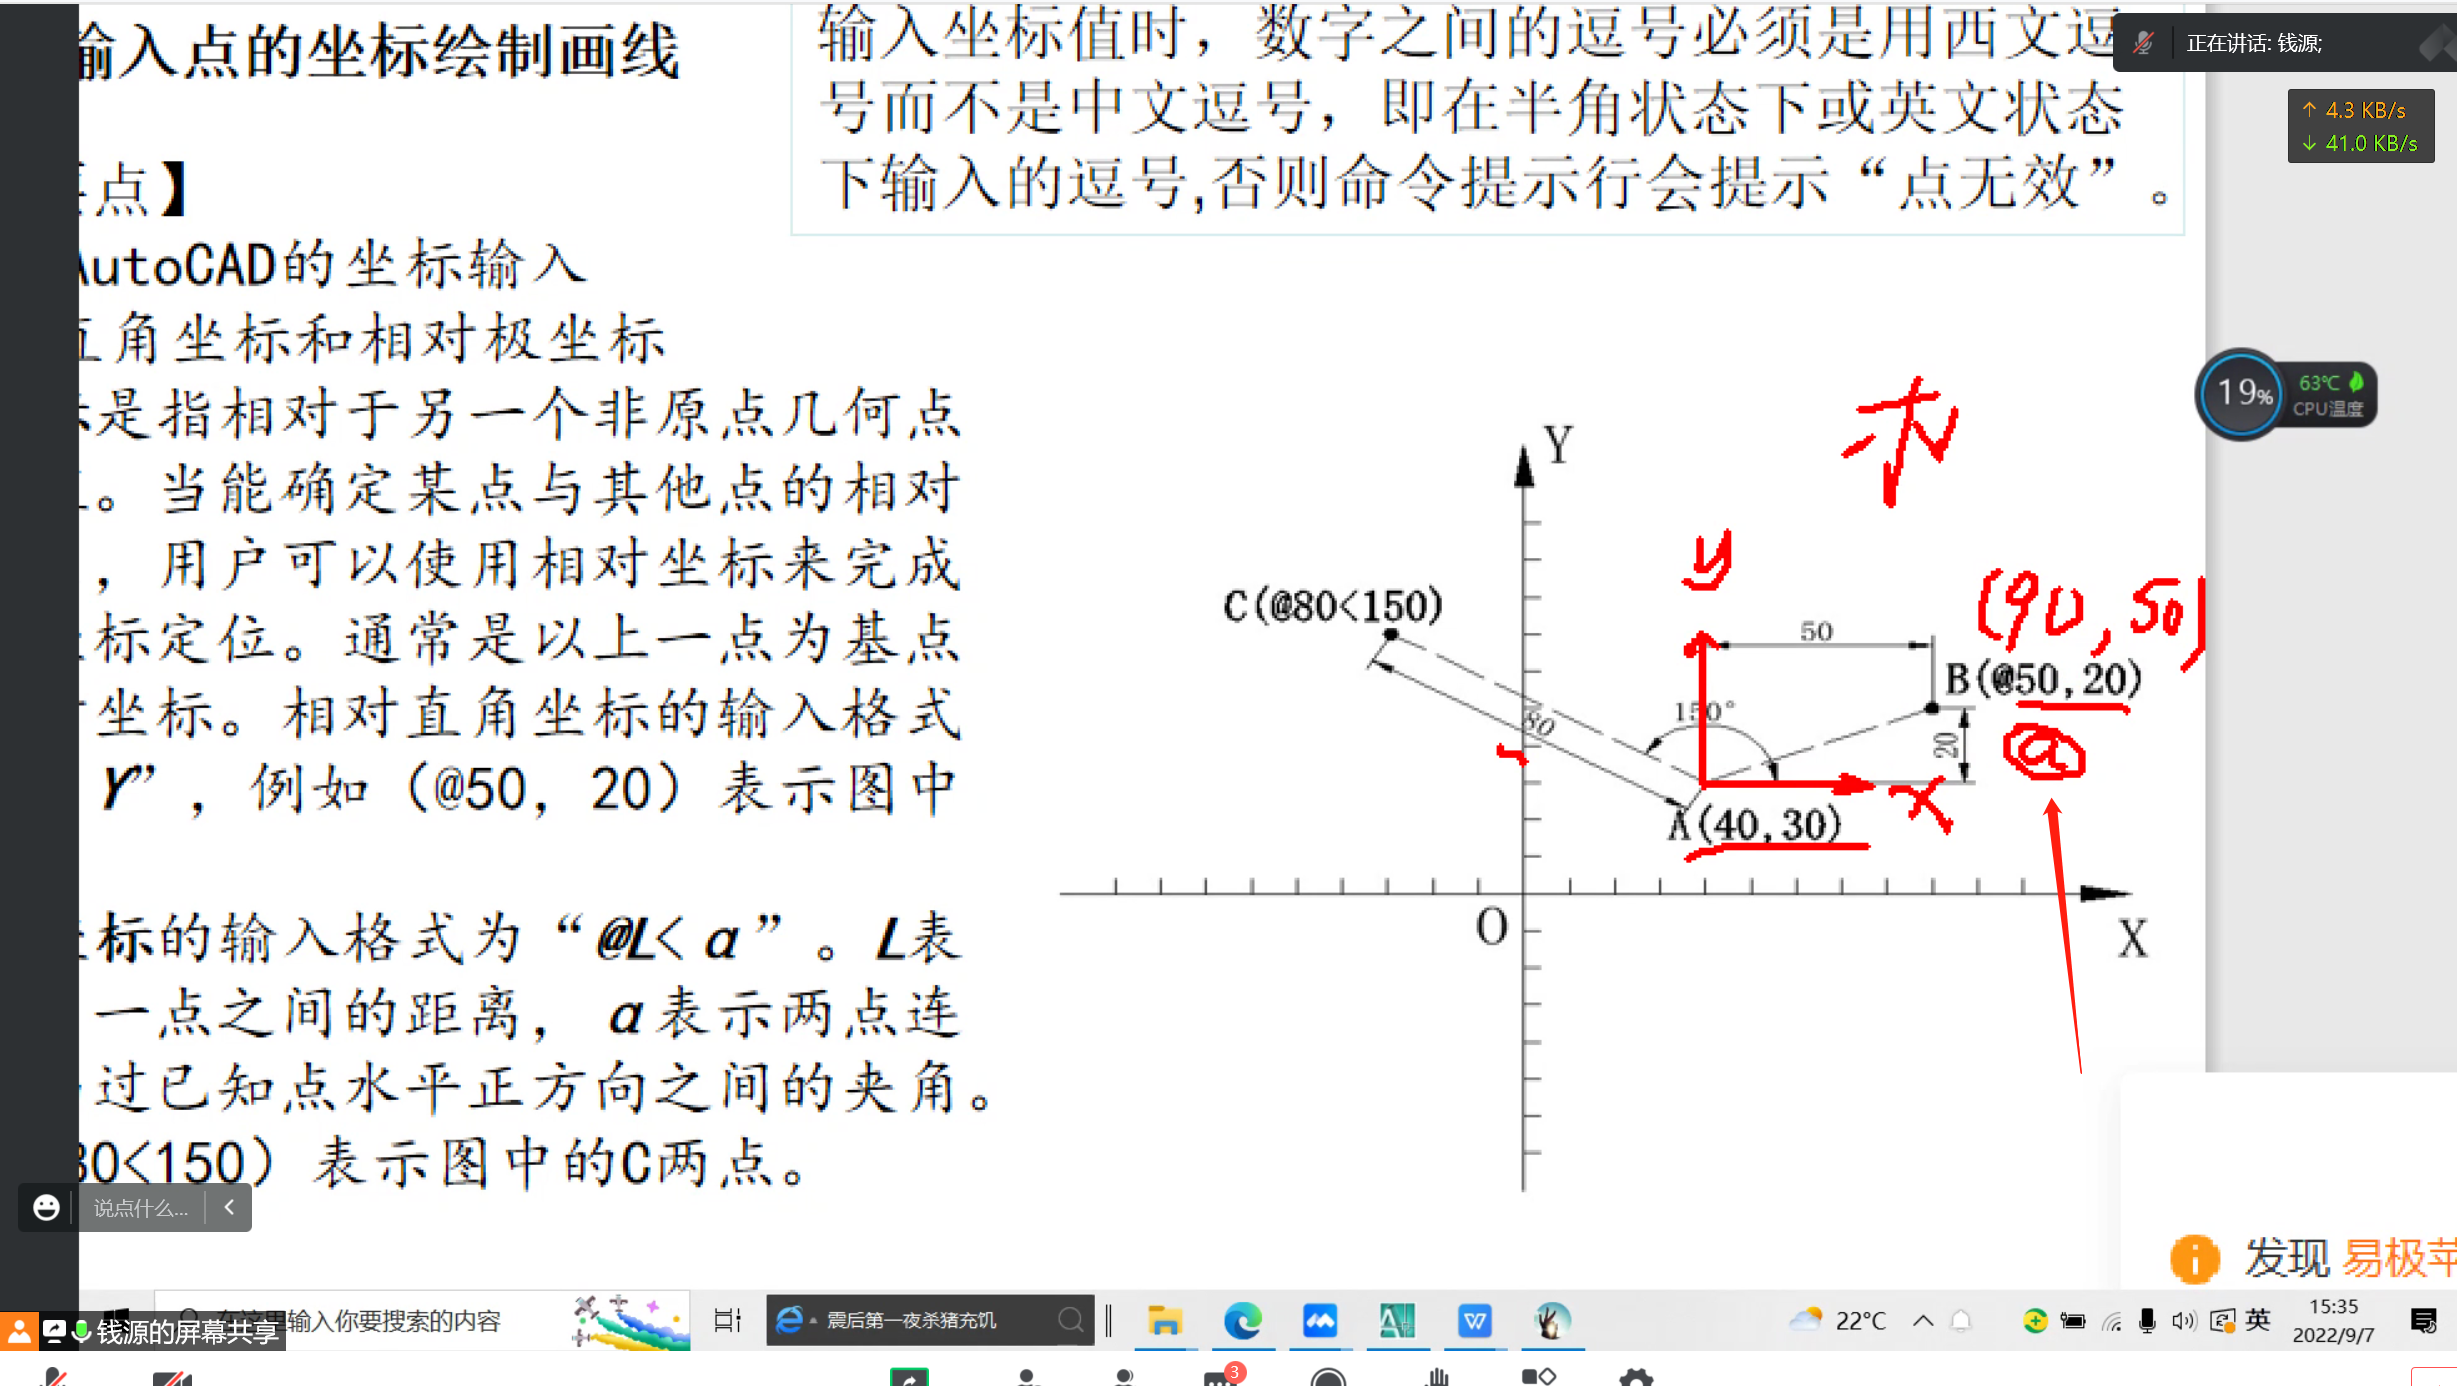 输入点的坐标绘制画线
点】
AutoCAD的坐标输入
直角坐标和相对极坐标
是指相对于另一个非原点几何点
。当能确定某点与其他点的相对
，用户可以使用相对坐标来完成
标定位。通常是以上一点为基点
坐标。相对直角坐标的输入格式
Y”，例如（@50，20）表示图中
标的输入格式为“@L<α”。L表
一点之间的距离，α表示两点连
过已知点水平正方向之间的夹角。
80<150）表示图中的C两点。
输入坐标值时，数字之间的逗号必须是用西文逗
号而不是中文逗号，即在半角状态下或英文状态
下输入的逗号,否则命令提示行会提示“点无效”。
正在讲话: 钱源;
↑ 4.3 KB/s
↓ 41.0 KB/s
19%
63℃
CPU温度
Y
y
(90,50)
C(@80<150)
50
B(@50,20)
150°
80
20
@
x
A(40,30)
O
X
说点什么...
发现 易极苹
在这里输入你要搜索的内容
钱源的屏幕共享
震后第一夜杀猪充饥
22°C
英
15:35
2022/9/7
3